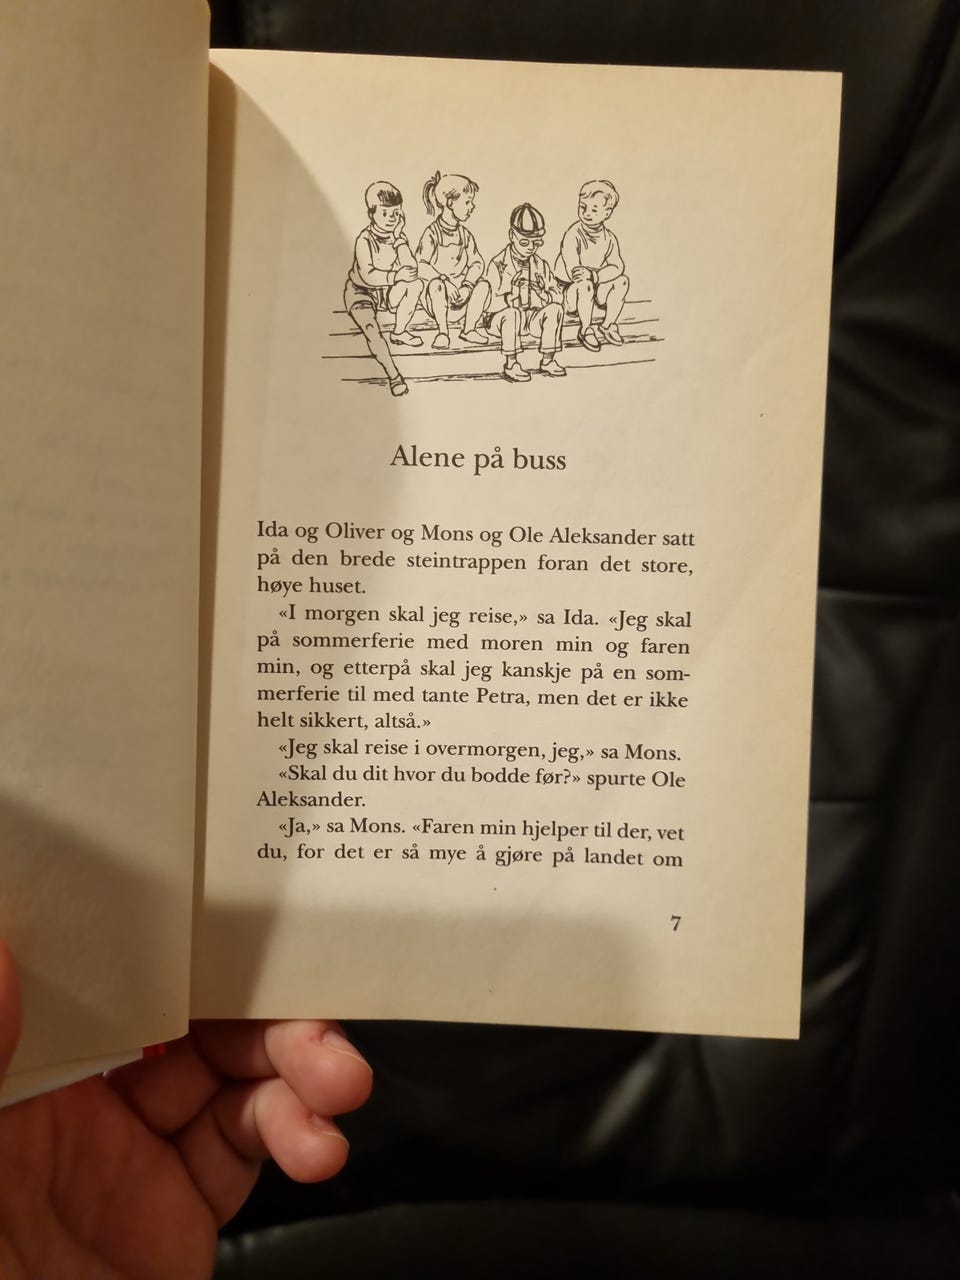 Alene på buss
Ida og Oliver og Mons og Ole Aleksander satt
på den brede steintrappen foran det store,
høye huset.
«I morgen skal jeg reise,» sa Ida. «Jeg skal
på sommerferie med moren min og faren
min, og etterpå skal jeg kanskje på en som-
merferie til med tante Petra, men det er ikke
helt sikkert, altså.»
«Jeg skal reise i overmorgen, jeg,» sa Mons.
«Skal du dit hvor du bodde før?» spurte Ole
Aleksander.
«Ja,» sa Mons. «Faren min hjelper til der, vet
du, for det er så mye å gjøre på landet om
7